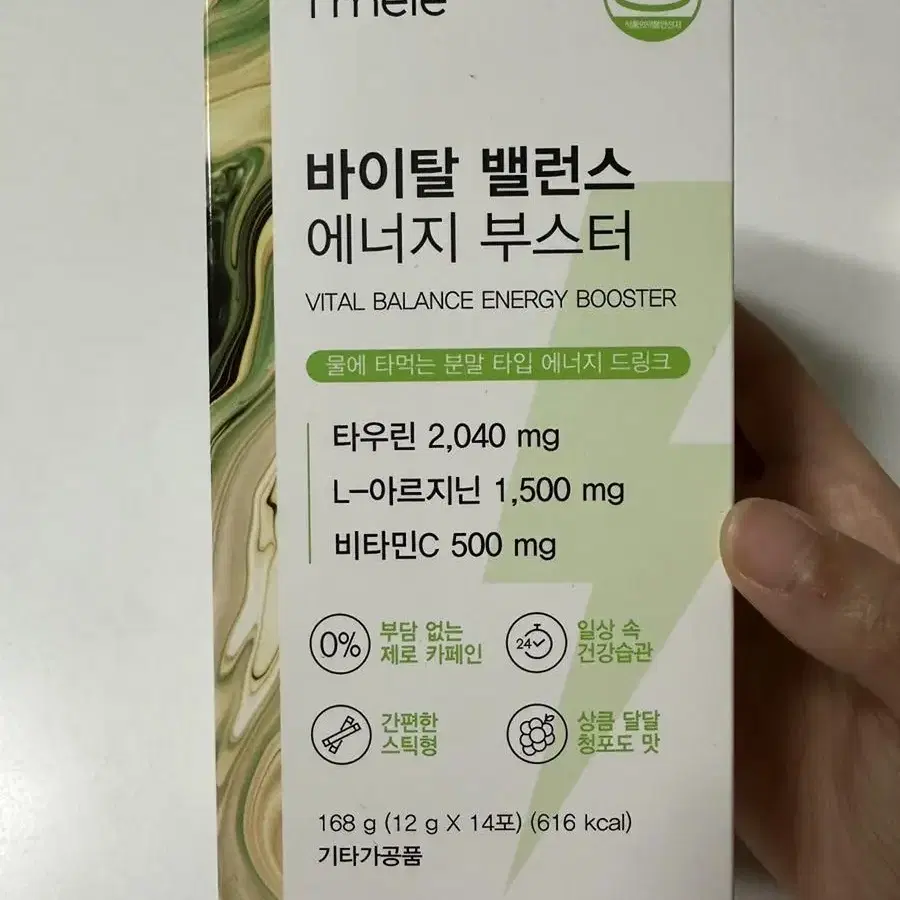 바이탈 밸런스
에너지 부스터
VITAL BALANCE ENERGY BOOSTER
물에 타먹는 분말 타입 에너지 드링크
타우린 2,040 mg
L-아르지닌 1,500 mg
비타민C 500 mg
0%
부담 없는
제로 카페인
24
일상 속
건강습관
간편한
스틱형
상큼 달달
청포도 맛
168 g (12 g X 14포) (616 kcal)
기타가공품